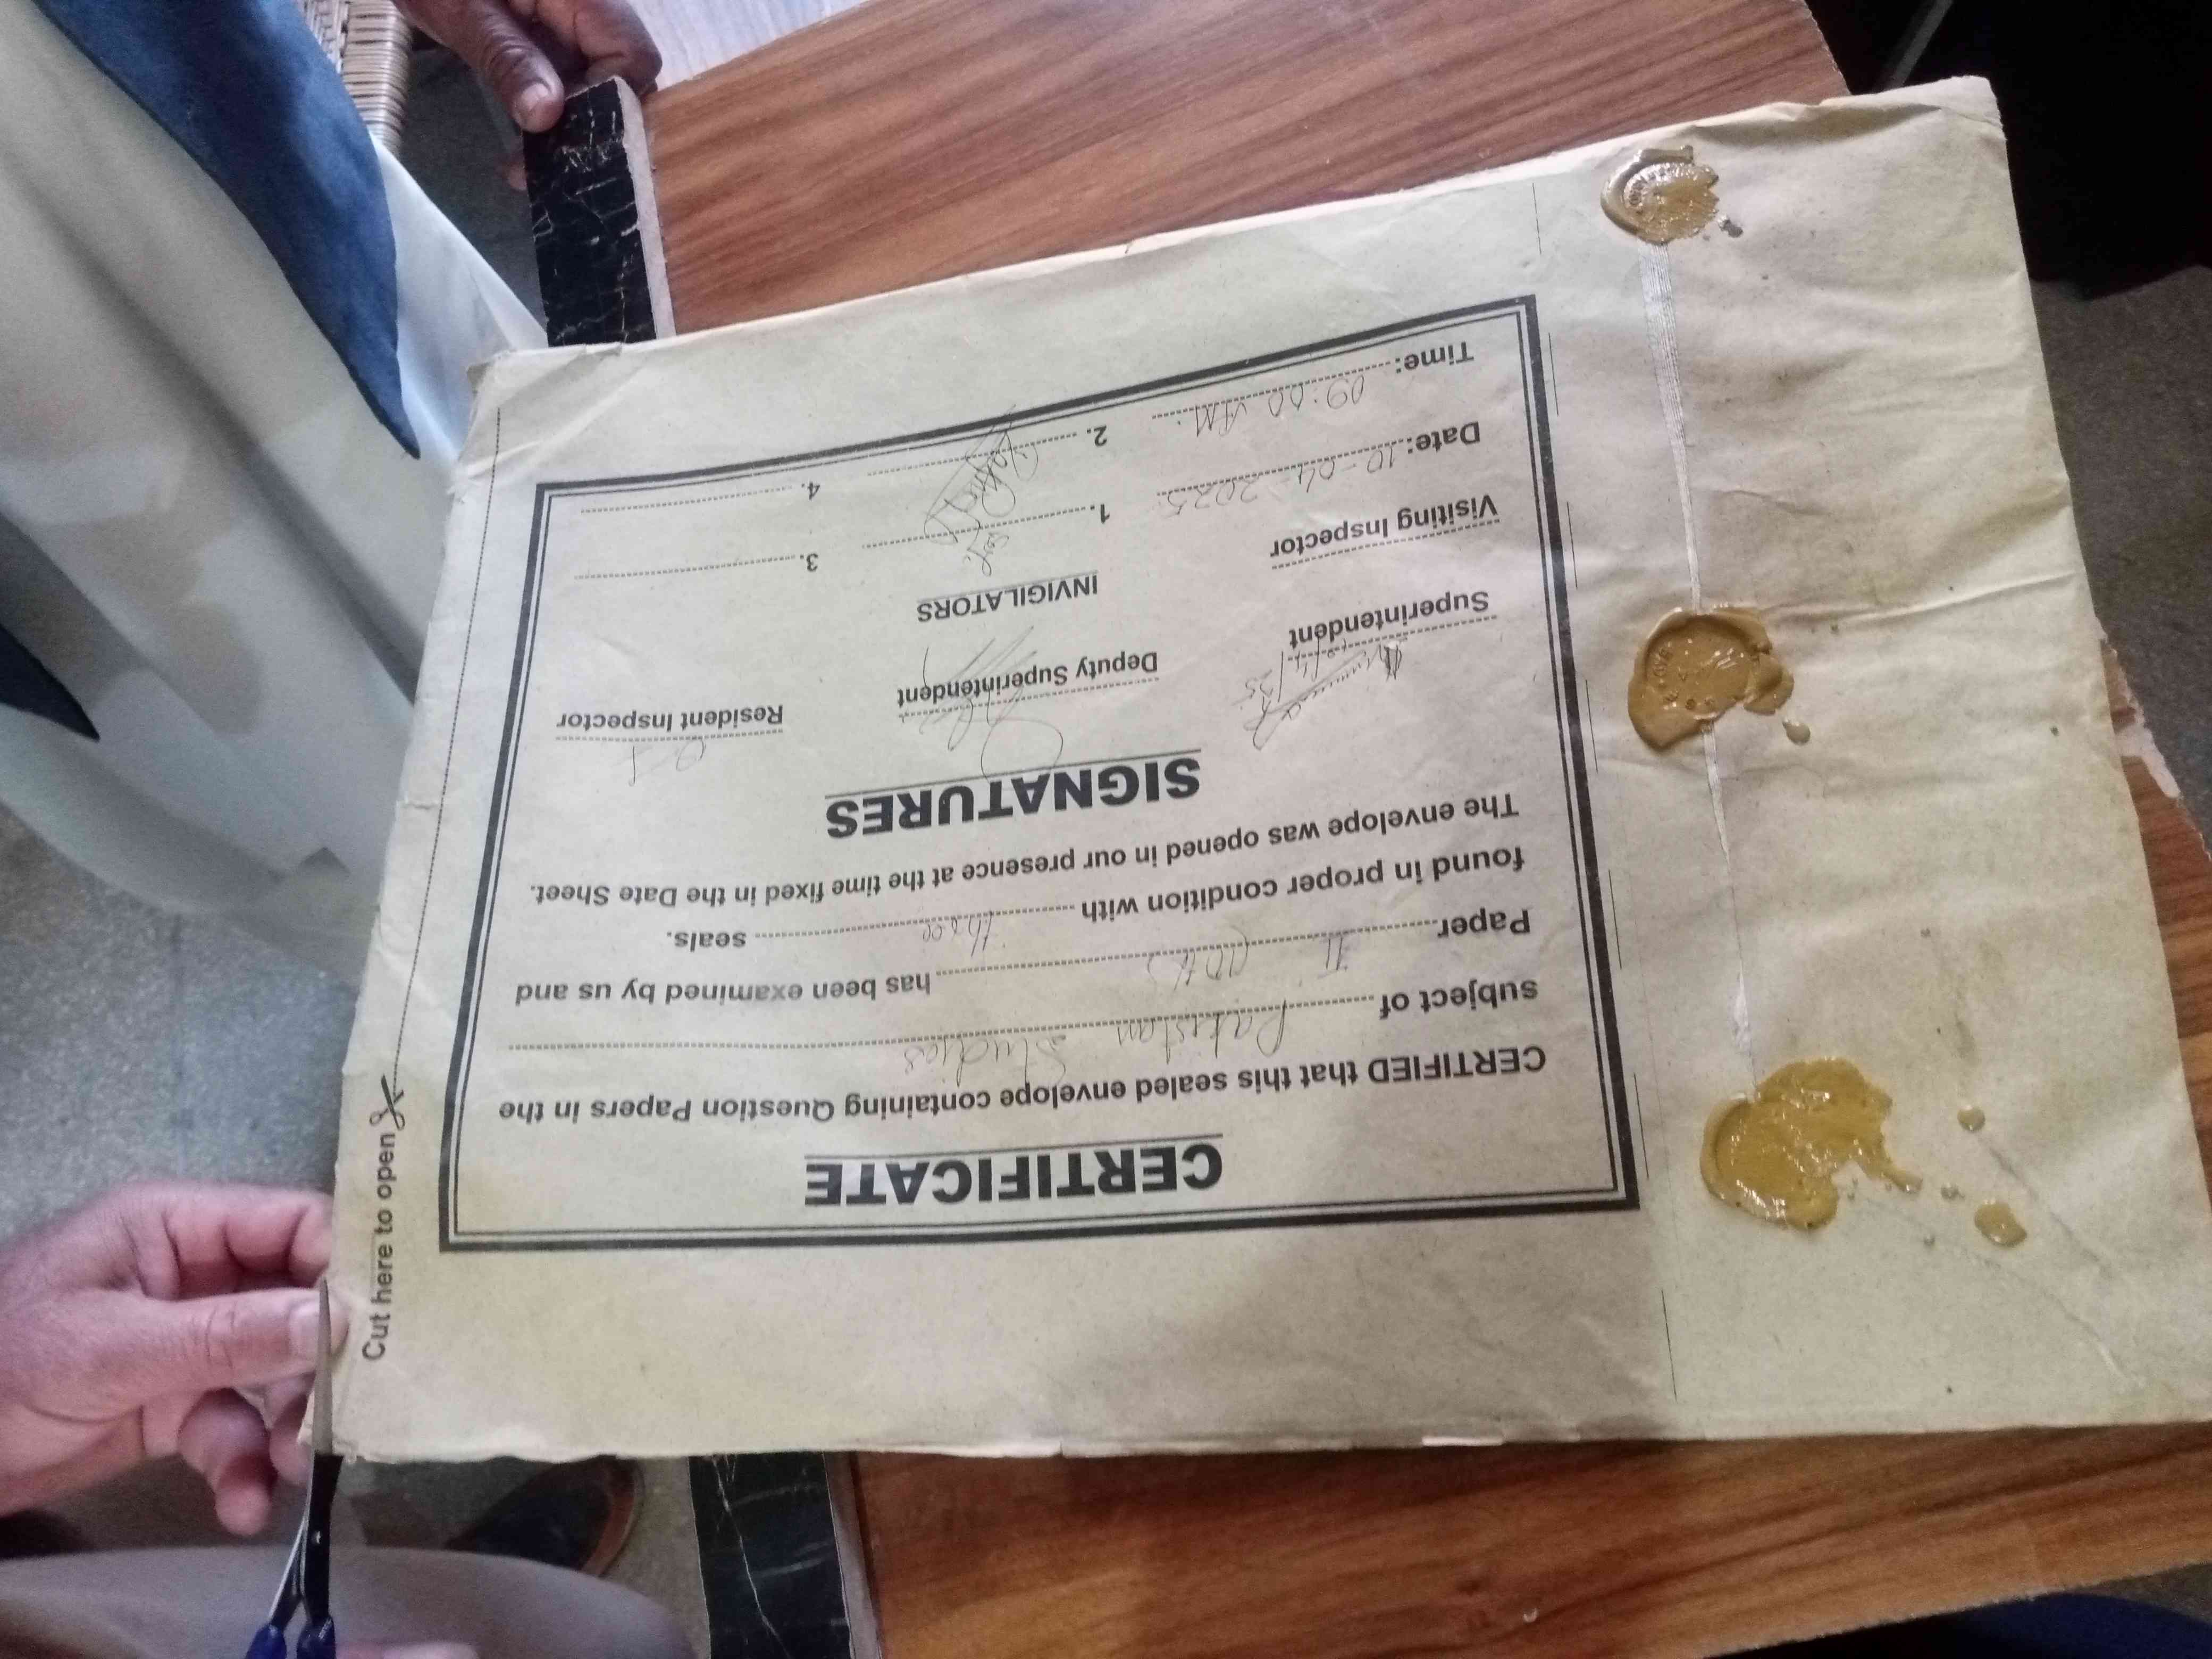 CERTIFICATE
CERTIFIED that this sealed envelope containing Question Papers in the
subject of Pakistan Studies
Paper II (10th) has been examined by us and
found in proper condition with three seals.
The envelope was opened in our presence at the time fixed in the Date Sheet.
SIGNATURES
Superintendent
Deputy Superintendent
Resident Inspector
Visiting Inspector
INVIGILATORS
Date: 10-04-2025
1.
3.
Time: 09:00 AM.
2.
4.
Cut here to open